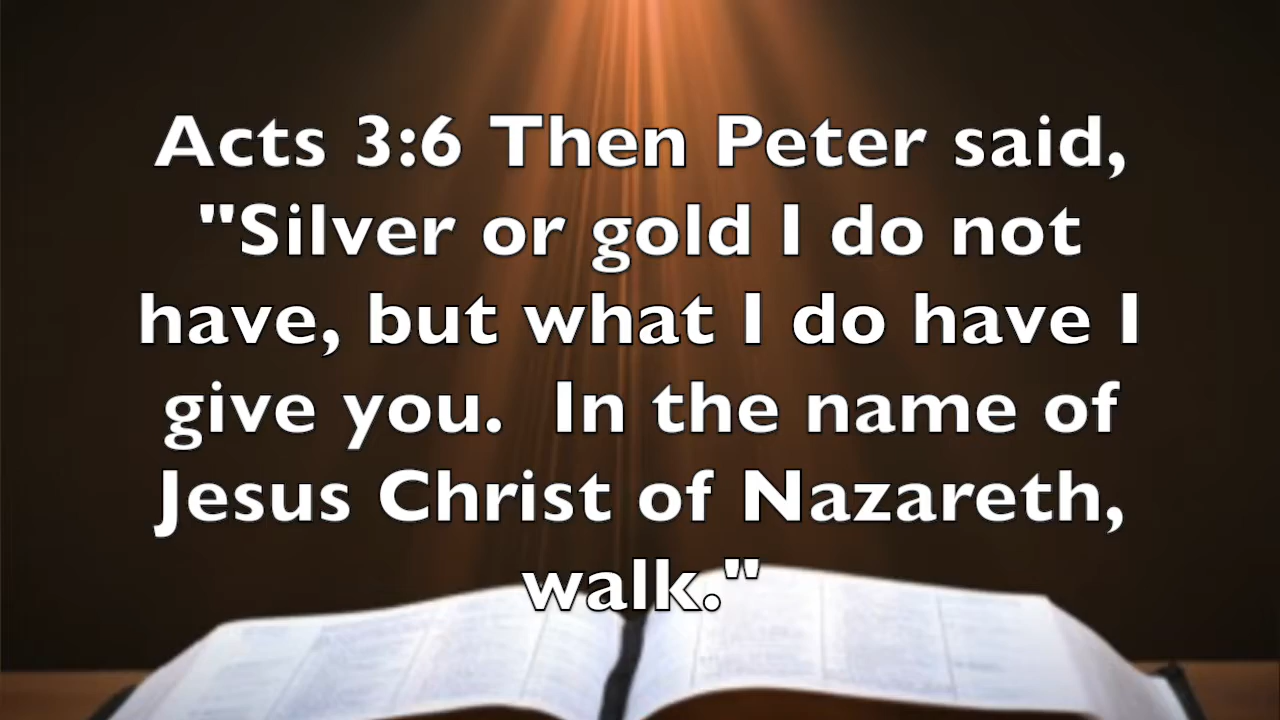 Acts 3:6 Then Peter said,
"Silver or gold I do not
have, but what I do have I
give you.  In the name of
Jesus Christ of Nazareth,
walk."